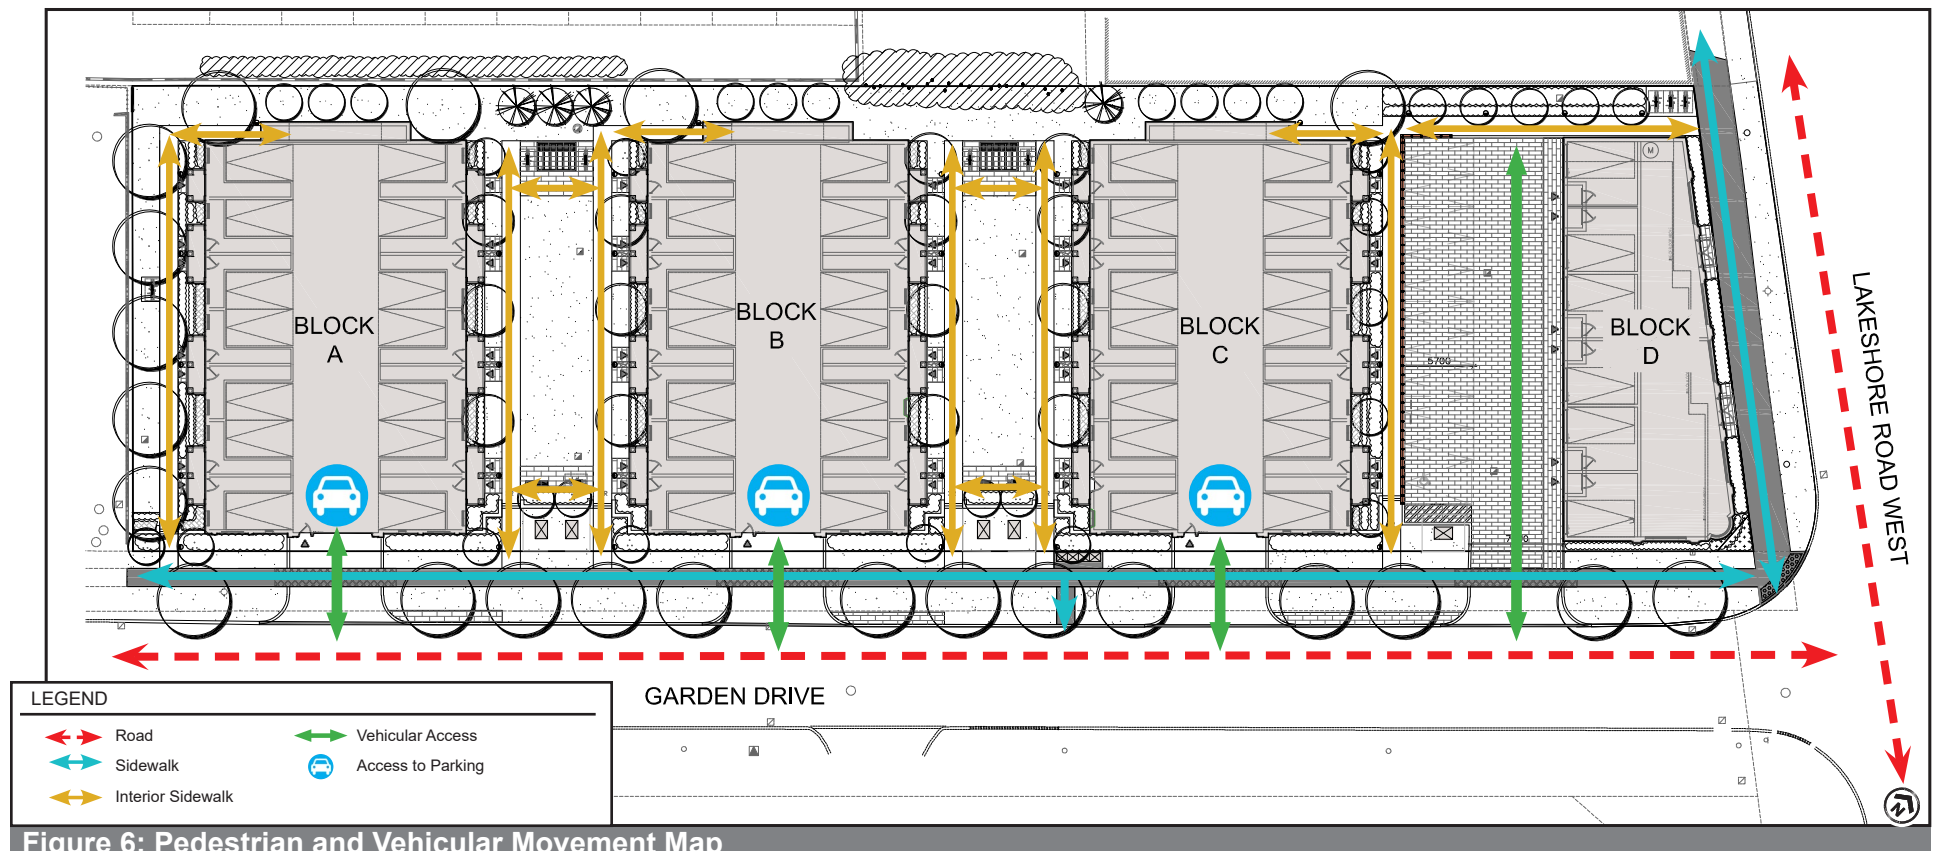 M
BLOCK
A
BLOCK
B
BLOCK
C
BLOCK
D
5700
LAKESHORE ROAD WEST
GARDEN DRIVE
LEGEND
Road
Sidewalk
Interior Sidewalk
Vehicular Access
Access to Parking
N
Figure 6: Pedestrian and Vehicular Movement Map